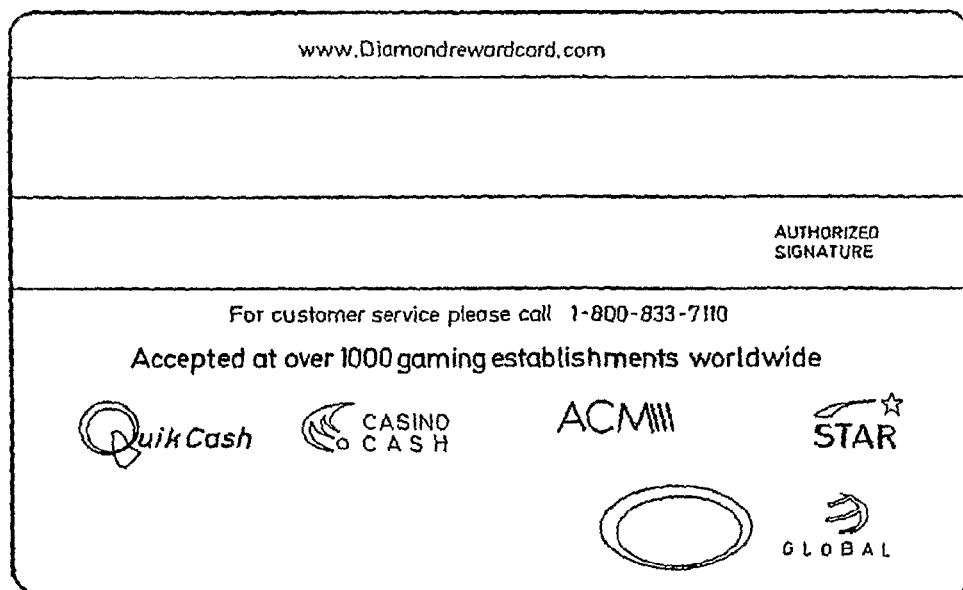 www.Diamondrewardcard.com
AUTHORIZED
SIGNATURE
For customer service please call 1-800-833-7110
Accepted at over 1000 gaming establishments worldwide
QuikCash
CASINO
CASH
ACM
STAR
GLOBAL